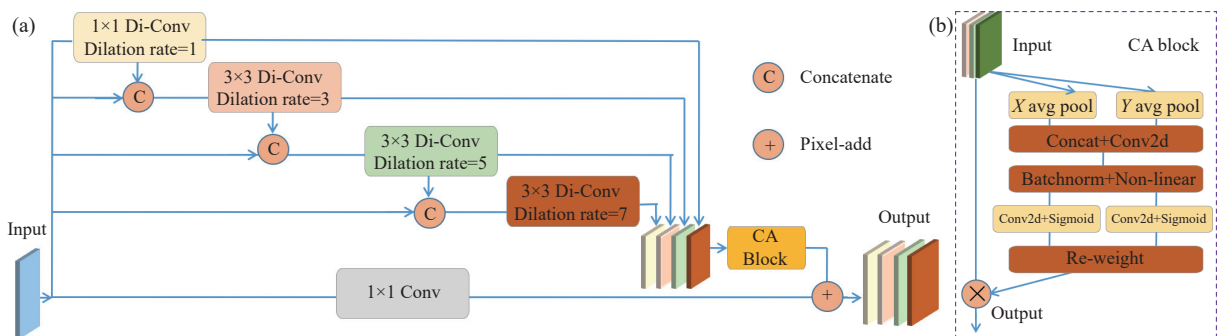 (a)
1×1 Di-Conv
Dilation rate=1
C
3×3 Di-Conv
Dilation rate=3
C
3×3 Di-Conv
Dilation rate=5
C
3×3 Di-Conv
Dilation rate=7
Input
1×1 Conv
CA
Block
+
Output
C
Concatenate
+
Pixel-add
(b)
Input
CA block
X avg pool
Y avg pool
Concat+Conv2d
Batchnorm+Non-linear
Conv2d+Sigmoid
Conv2d+Sigmoid
Re-weight
×
Output